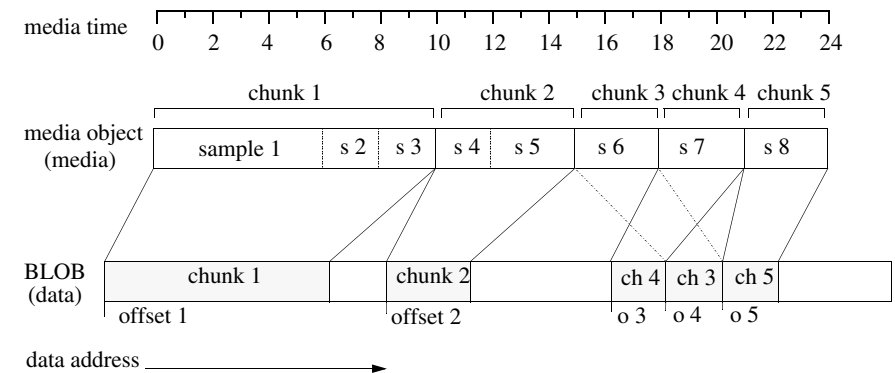 media time
0 2 4 6 8 10 12 14 16 18 20 22 24
chunk 1 chunk 2 chunk 3 chunk 4 chunk 5
media object
(media)
sample 1 s 2 s 3 s 4 s 5 s 6 s 7 s 8
BLOB
(data)
chunk 1 chunk 2 ch 4 ch 3 ch 5
offset 1 offset 2 o 3 o 4 o 5
data address